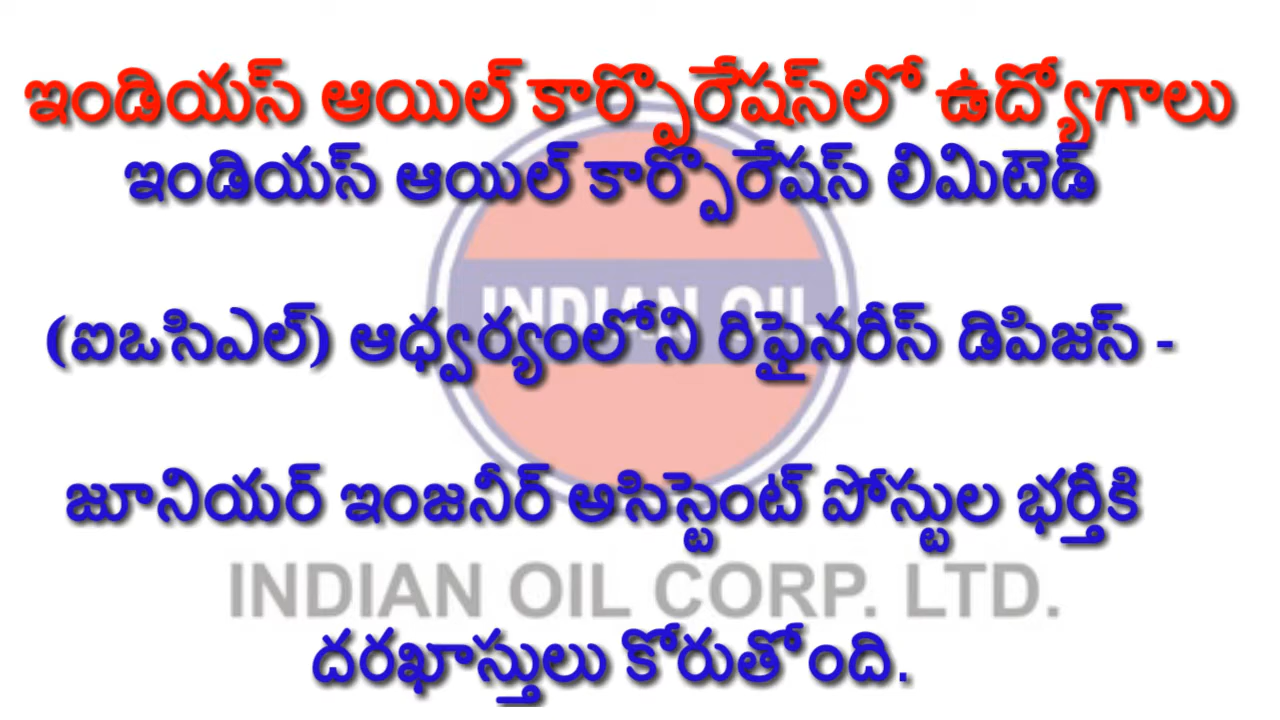 ఇండియన్ ఆయిల్ కార్పొరేషన్‌లో ఉద్యోగాలు
ఇండియన్ ఆయిల్ కార్పొరేషన్ లిమిటెడ్
INDIAN OIL
(ఐఒసిఎల్) ఆధ్వర్యంలోని రిఫైనరీస్ డిపిజన్ -
జూనియర్ ఇంజనీర్ అసిస్టెంట్ పోస్టుల భర్తీకి
INDIAN OIL CORP. LTD.
దరఖాస్తులు కోరుతోంది.